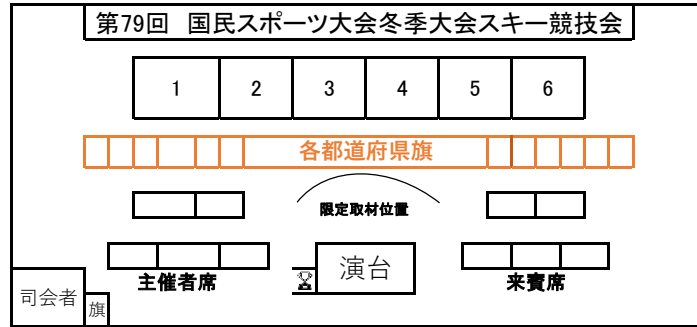 第79回　国民スポーツ大会冬季大会スキー競技会
1 2 3 4 5 6
各都道府県旗
限定取材位置
演台
主催者席
来賓席
司会者
旗